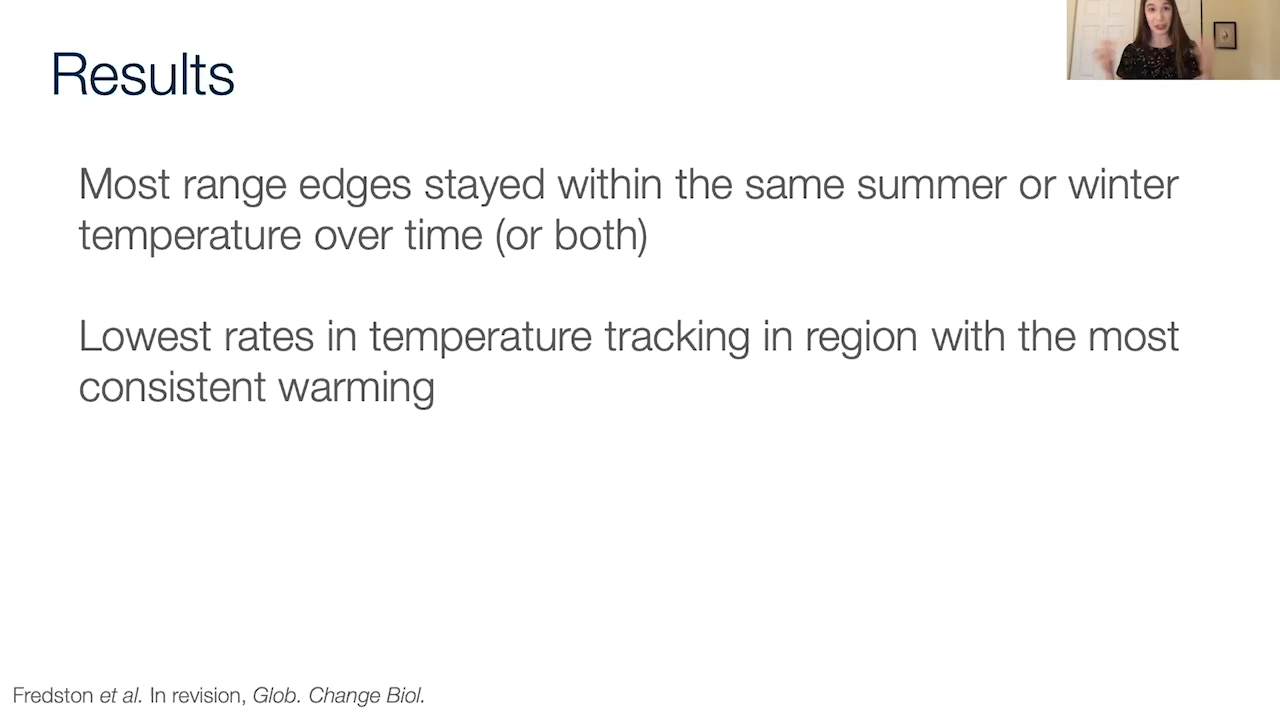 Results
Most range edges stayed within the same summer or winter
temperature over time (or both)
Lowest rates in temperature tracking in region with the most
consistent warming
Fredston et al. In revision, Glob. Change Biol.